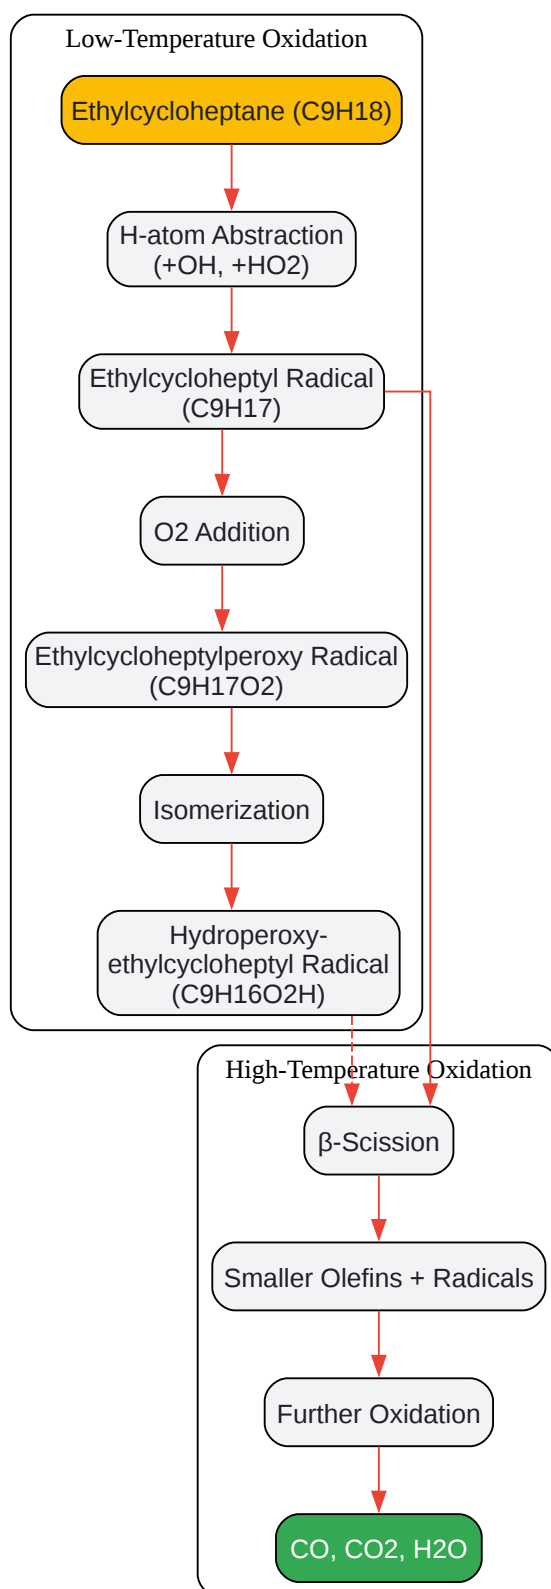 Low-Temperature Oxidation
Ethylcycloheptane (C9H18)
H-atom Abstraction
(+OH, +HO2)
Ethylcycloheptyl Radical
(C9H17)
O2 Addition
Ethylcycloheptylperoxy Radical
(C9H17O2)
Isomerization
Hydroperoxy-
ethylcycloheptyl Radical
(C9H16O2H)
High-Temperature Oxidation
β-Scission
Smaller Olefins + Radicals
Further Oxidation
CO, CO2, H2O